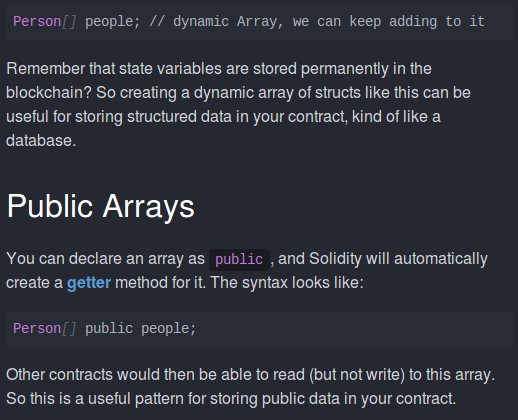 Person[] people; // dynamic Array, we can keep adding to it
Remember that state variables are stored permanently in the
blockchain? So creating a dynamic array of structs like this can be
useful for storing structured data in your contract, kind of like a
database.
Public Arrays
You can declare an array as public, and Solidity will automatically
create a getter method for it. The syntax looks like:
Person[] public people;
Other contracts would then be able to read (but not write) to this array.
So this is a useful pattern for storing public data in your contract.